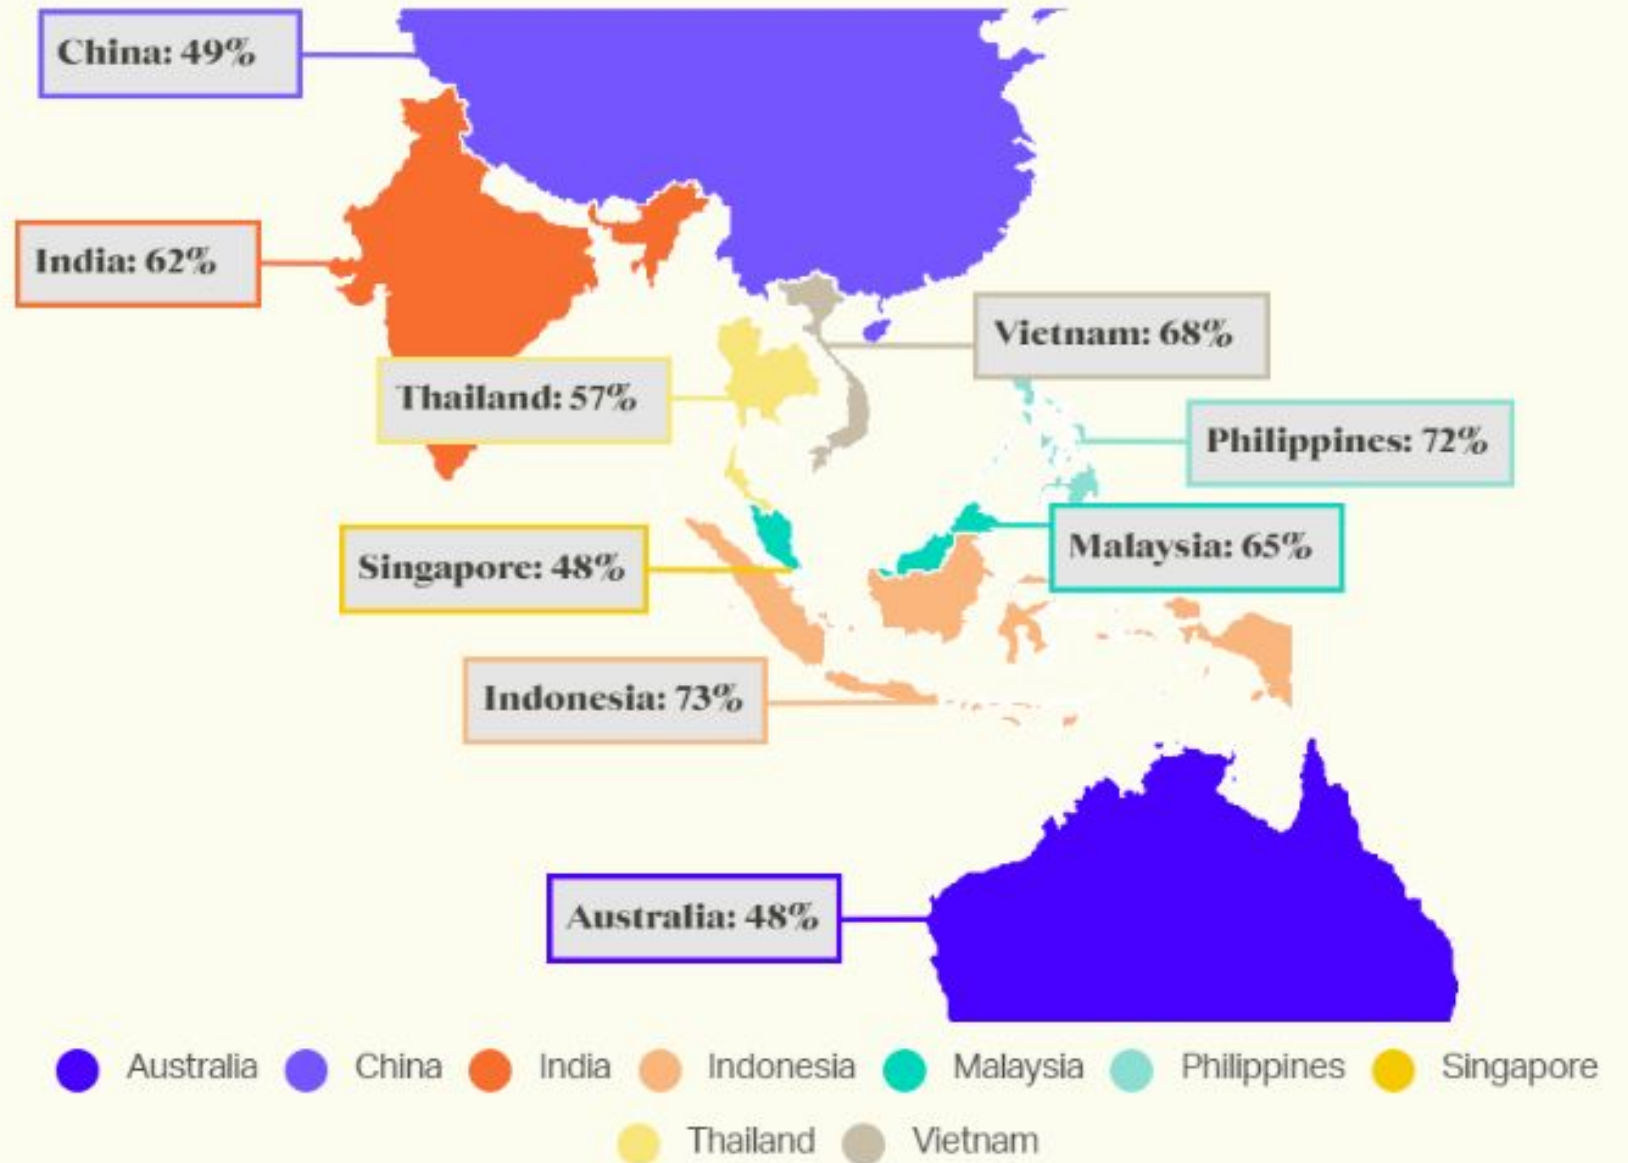 China: 49%
India: 62%
Vietnam: 68%
Thailand: 57%
Philippines: 72%
Malaysia: 65%
Singapore: 48%
Indonesia: 73%
Australia: 48%
Australia China India Indonesia Malaysia Philippines Singapore
Thailand Vietnam